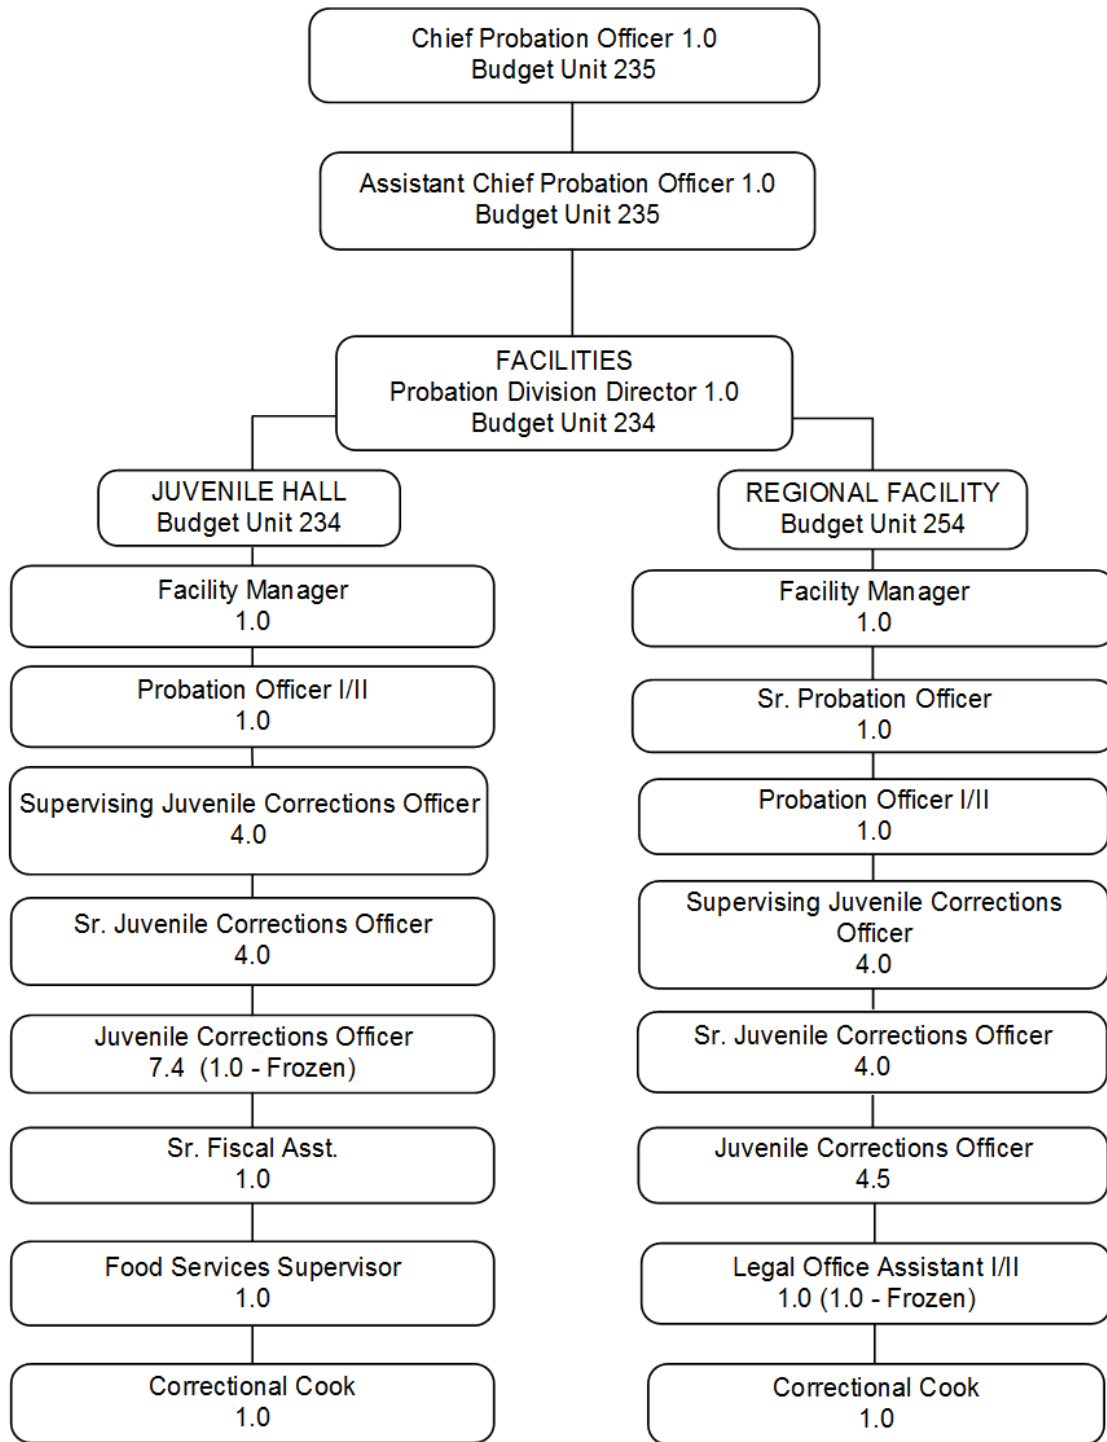 Chief Probation Officer 1.0
Budget Unit 235
Assistant Chief Probation Officer 1.0
Budget Unit 235
FACILITIES
Probation Division Director 1.0
Budget Unit 234
JUVENILE HALL
Budget Unit 234
Facility Manager
1.0
Probation Officer I/II
1.0
Supervising Juvenile Corrections Officer
4.0
Sr. Juvenile Corrections Officer
4.0
Juvenile Corrections Officer
7.4 (1.0 - Frozen)
Sr. Fiscal Asst.
1.0
Food Services Supervisor
1.0
Correctional Cook
1.0
REGIONAL FACILITY
Budget Unit 254
Facility Manager
1.0
Sr. Probation Officer
1.0
Probation Officer I/II
1.0
Supervising Juvenile Corrections
Officer
4.0
Sr. Juvenile Corrections Officer
4.0
Juvenile Corrections Officer
4.5
Legal Office Assistant I/II
1.0 (1.0 - Frozen)
Correctional Cook
1.0